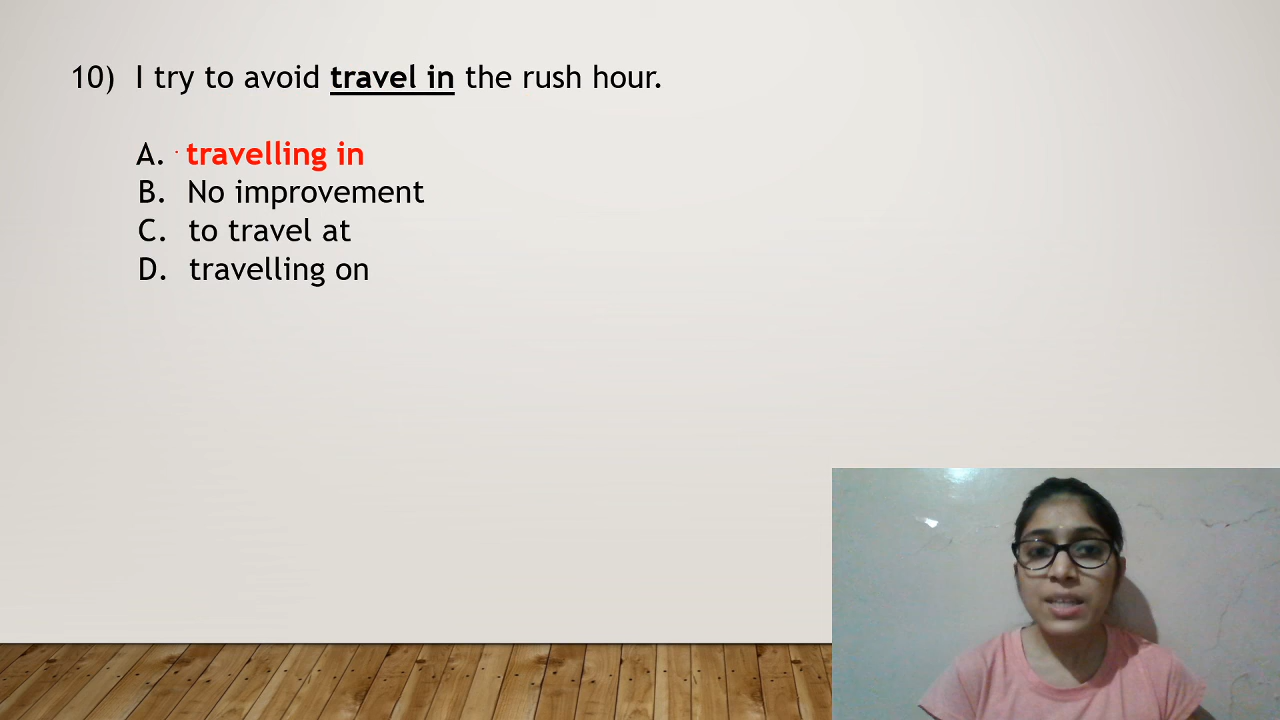 10) I try to avoid travel in the rush hour.
A. travelling in
B. No improvement
C. to travel at
D. travelling on